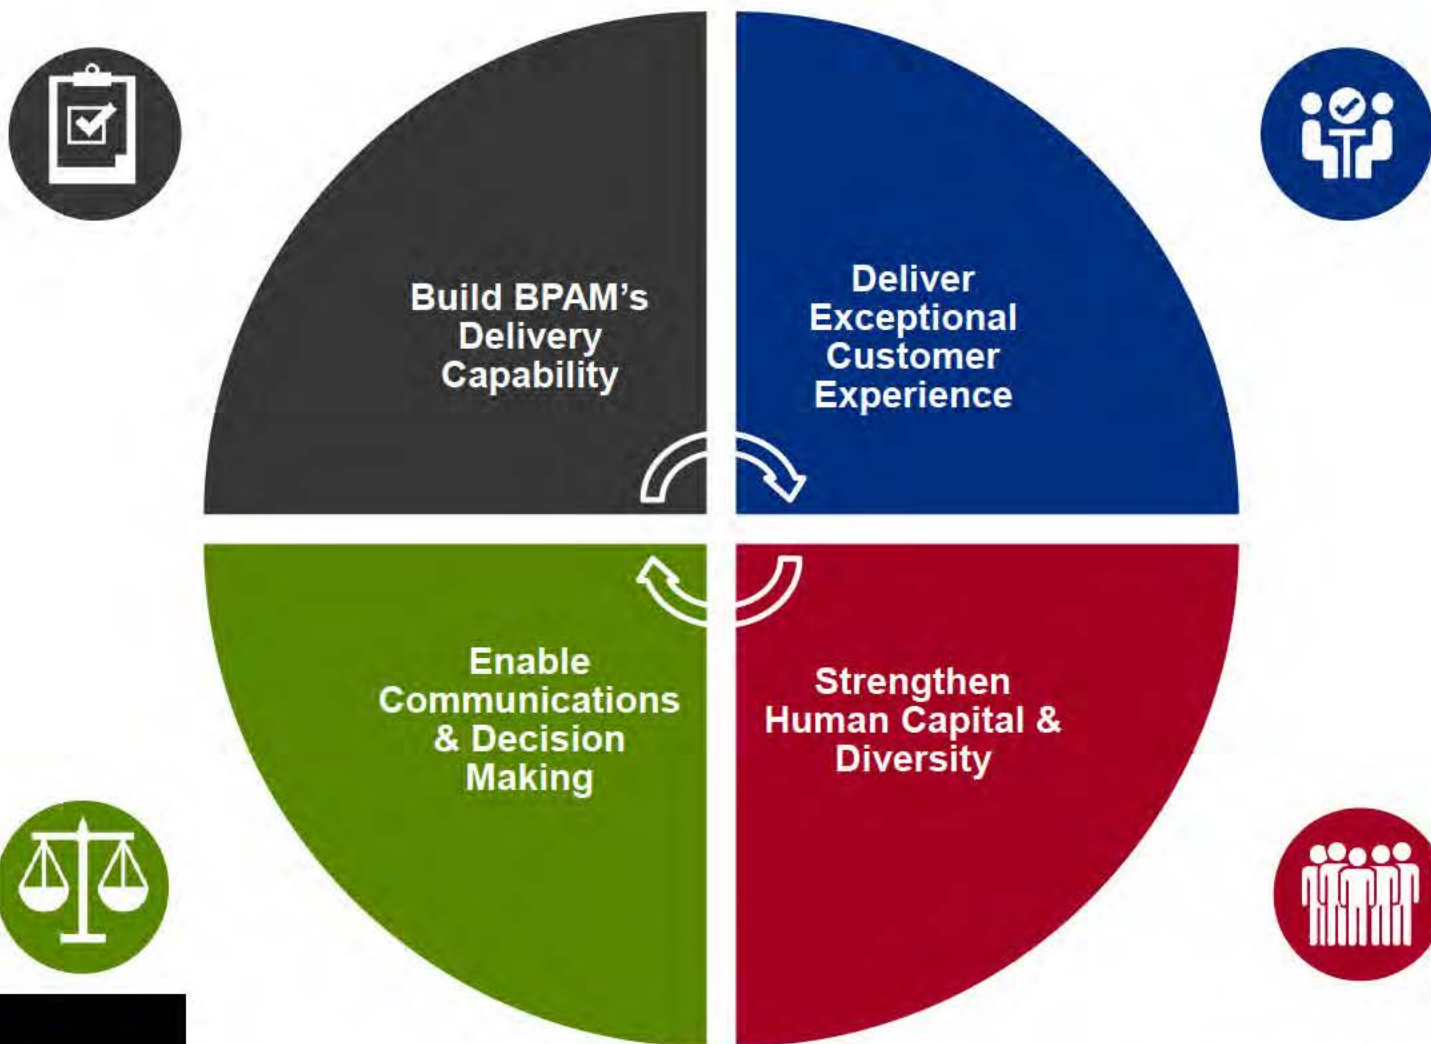 Build BPAM’s
Delivery
Capability
Deliver
Exceptional
Customer
Experience
Enable
Communications
& Decision
Making
Strengthen
Human Capital &
Diversity